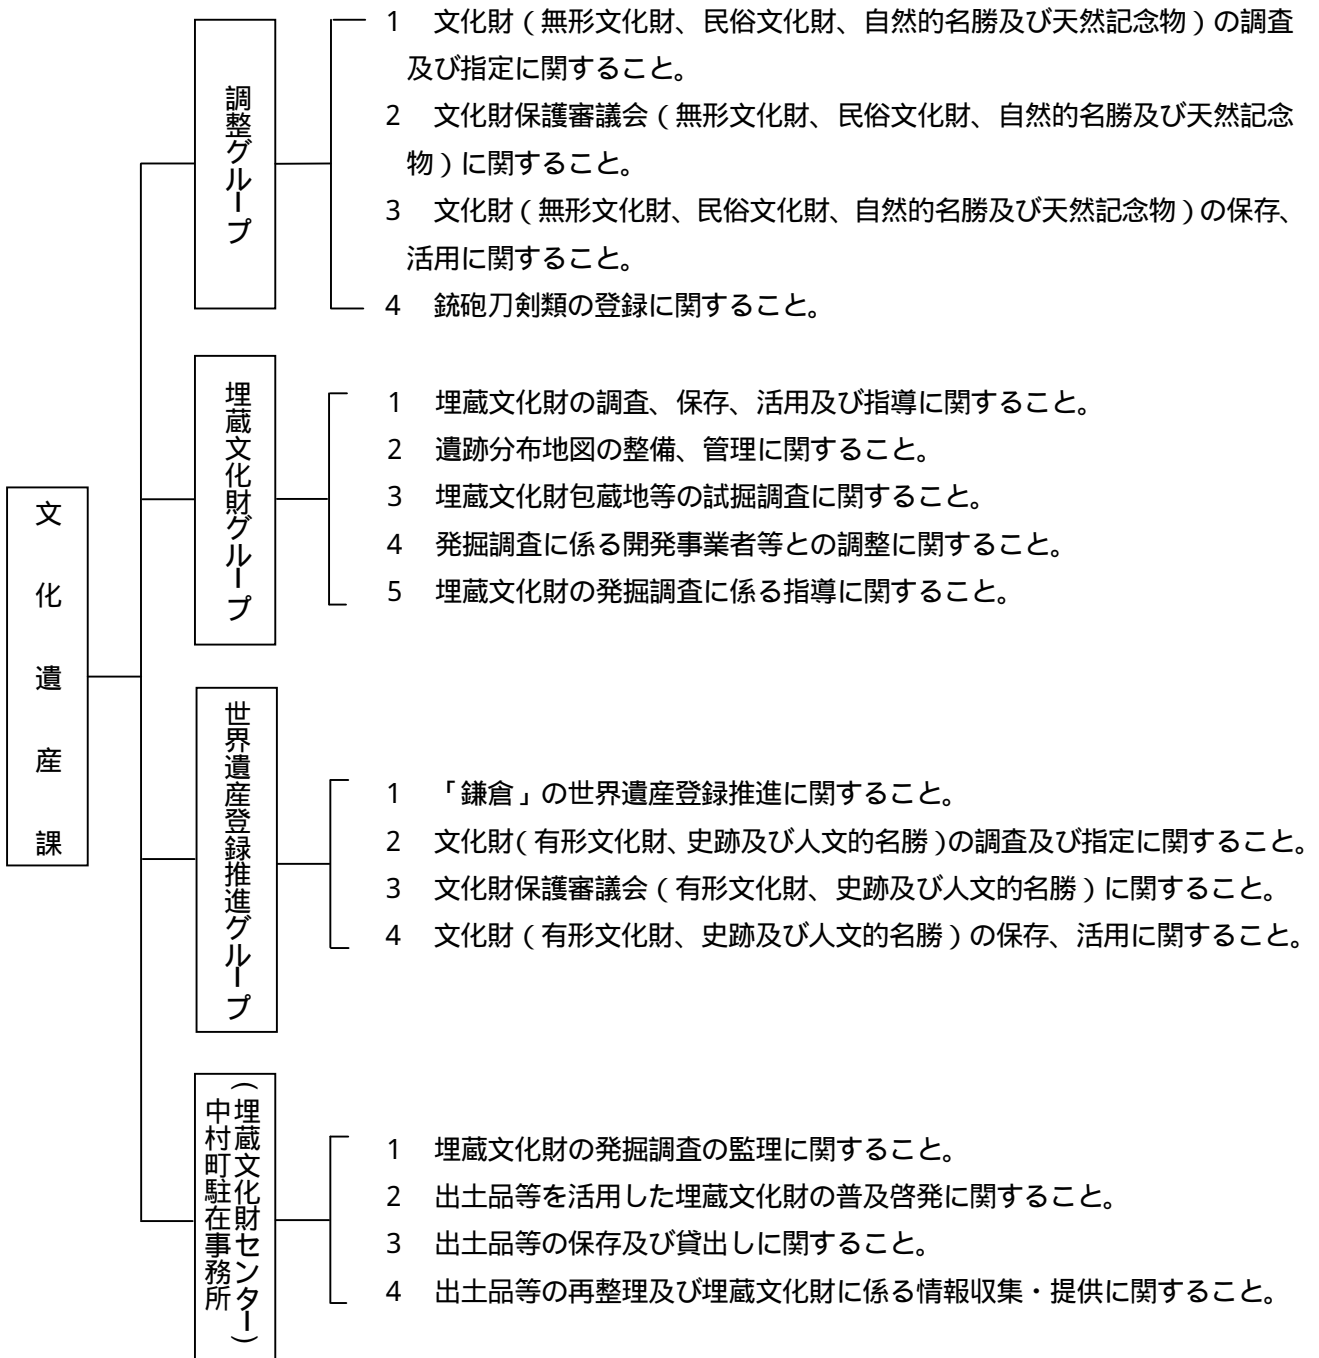 文化遺産課
調整グループ
1 文化財(無形文化財、民俗文化財、自然的名勝及び天然記念物)の調査
及び指定に関すること。
2 文化財保護審議会(無形文化財、民俗文化財、自然的名勝及び天然記念
物)に関すること。
3 文化財(無形文化財、民俗文化財、自然的名勝及び天然記念物)の保存、
活用に関すること。
4 銃砲刀剣類の登録に関すること。
埋蔵文化財グループ
1 埋蔵文化財の調査、保存、活用及び指導に関すること。
2 遺跡分布地図の整備、管理に関すること。
3 埋蔵文化財包蔵地等の試掘調査に関すること。
4 発掘調査に係る開発事業者等との調整に関すること。
5 埋蔵文化財の発掘調査に係る指導に関すること。
世界遺産登録推進グループ
1 「鎌倉」の世界遺産登録推進に関すること。
2 文化財(有形文化財、史跡及び人文的名勝)の調査及び指定に関すること。
3 文化財保護審議会(有形文化財、史跡及び人文的名勝)に関すること。
4 文化財(有形文化財、史跡及び人文的名勝)の保存、活用に関すること。
(埋蔵文化財センター)
中村町駐在事務所
1 埋蔵文化財の発掘調査の監理に関すること。
2 出土品等を活用した埋蔵文化財の普及啓発に関すること。
3 出土品等の保存及び貸出しに関すること。
4 出土品等の再整理及び埋蔵文化財に係る情報収集・提供に関すること。